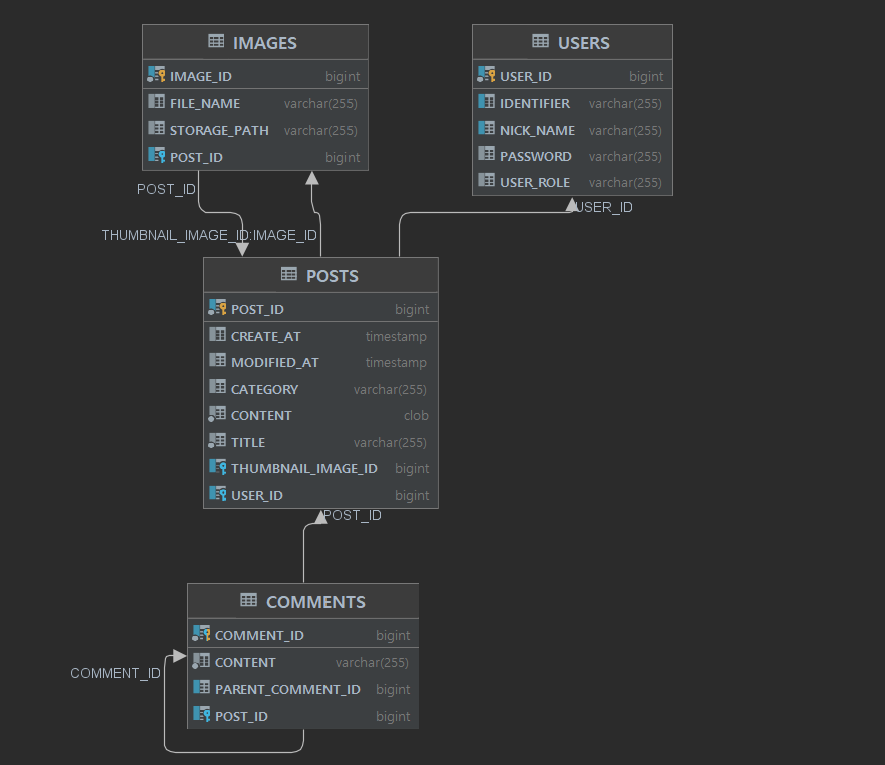 IMAGES
IMAGE_ID bigint
FILE_NAME varchar(255)
STORAGE_PATH varchar(255)
POST_ID bigint
USERS
USER_ID bigint
IDENTIFIER varchar(255)
NICK_NAME varchar(255)
PASSWORD varchar(255)
USER_ROLE varchar(255)
POST_ID
USER_ID
THUMBNAIL_IMAGE_ID:IMAGE_ID
POSTS
POST_ID bigint
CREATE_AT timestamp
MODIFIED_AT timestamp
CATEGORY varchar(255)
CONTENT clob
TITLE varchar(255)
THUMBNAIL_IMAGE_ID bigint
USER_ID bigint
POST_ID
COMMENTS
COMMENT_ID bigint
CONTENT varchar(255)
COMMENT_ID
PARENT_COMMENT_ID bigint
POST_ID bigint